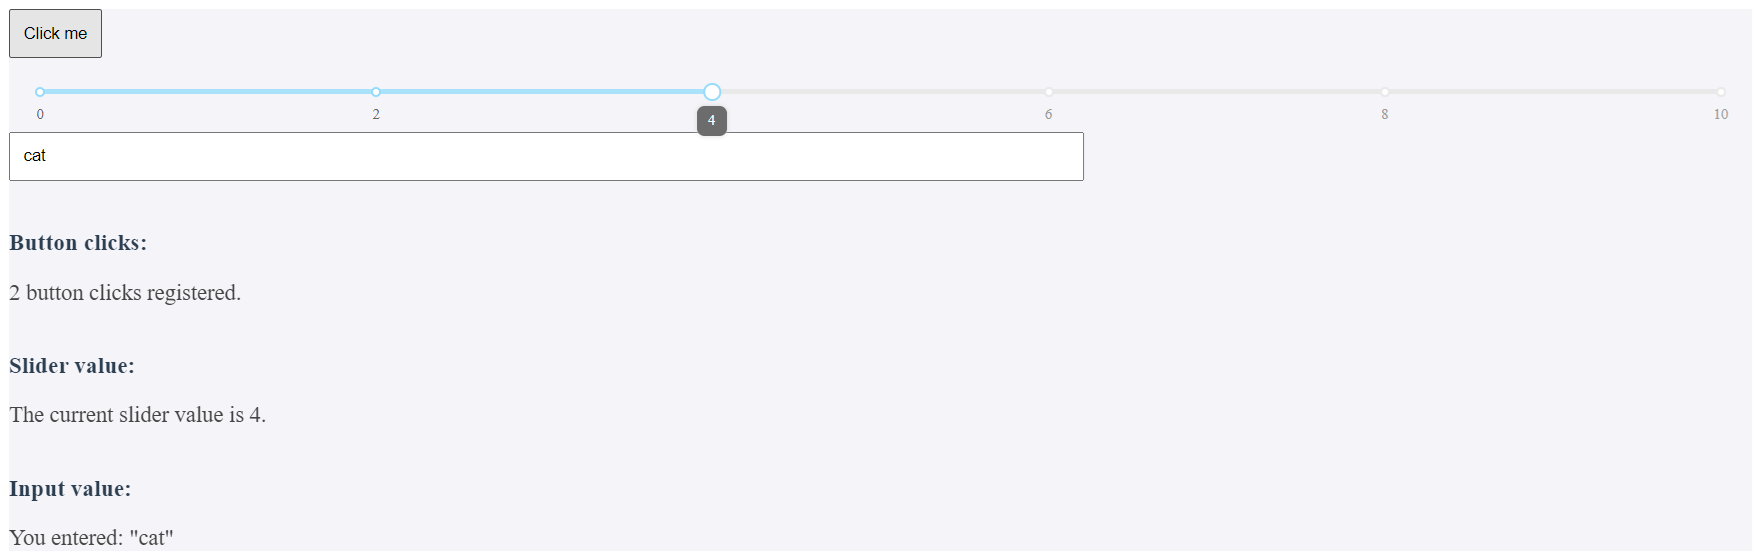 Click me
0 2 4 6 8 10
cat
Button clicks:
2 button clicks registered.
Slider value:
The current slider value is 4.
Input value:
You entered: "cat"